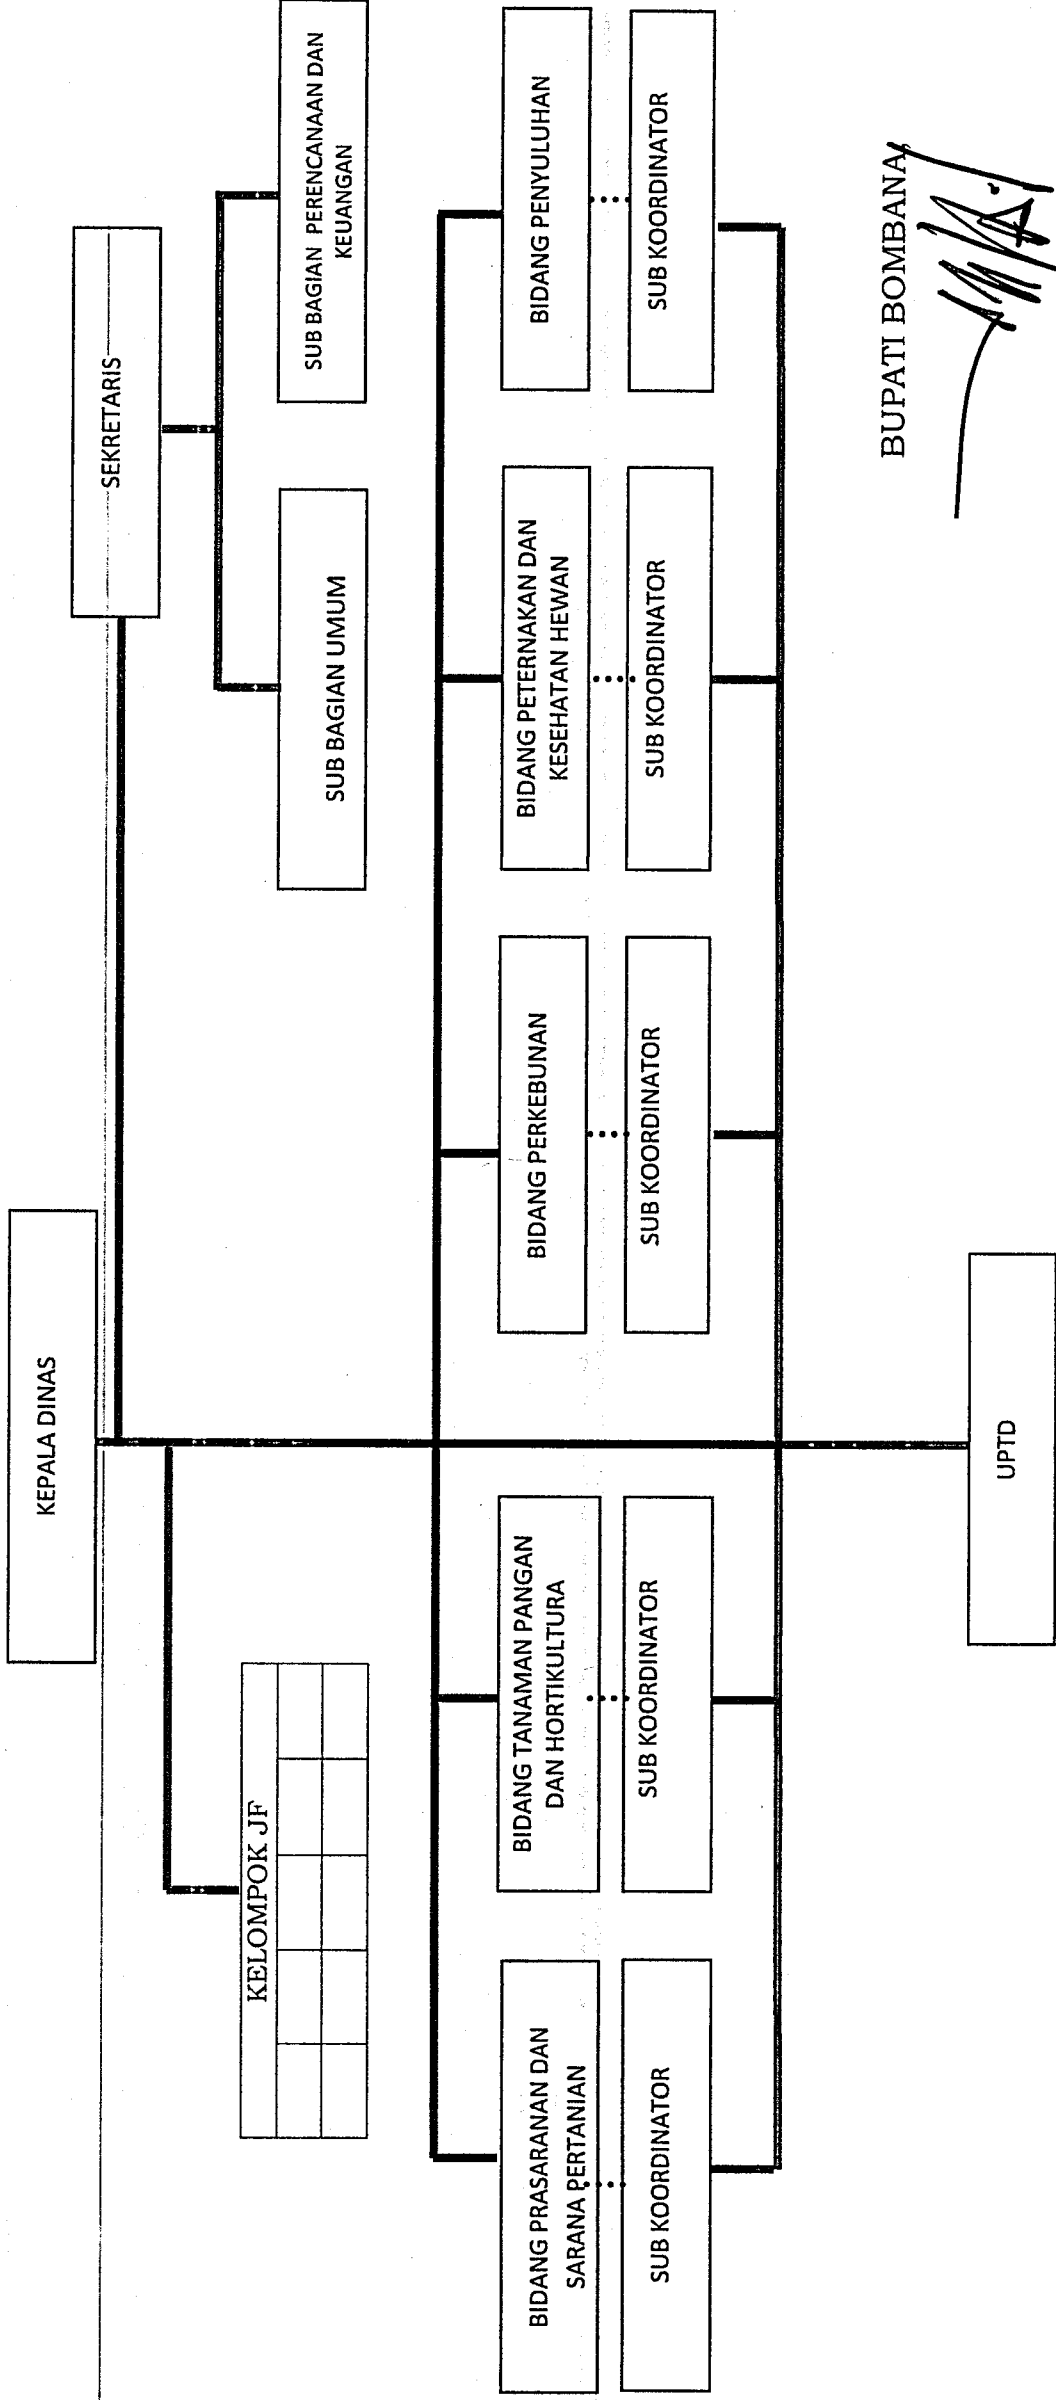 KEPALA DINAS
SEKRETARIS
KELOMPOK JF
SUB BAGIAN UMUM
SUB BAGIAN PERENCANAAN DAN
KEUANGAN
BIDANG PRASARANAN DAN
SARANA PERTANIAN
BIDANG TANAMAN PANGAN
DAN HORTIKULTURA
BIDANG PERKEBUNAN
BIDANG PETERNAKAN DAN
KESEHATAN HEWAN
BIDANG PENYULUHAN
SUB KOORDINATOR
SUB KOORDINATOR
SUB KOORDINATOR
SUB KOORDINATOR
SUB KOORDINATOR
UPTD
BUPATI BOMBANA,